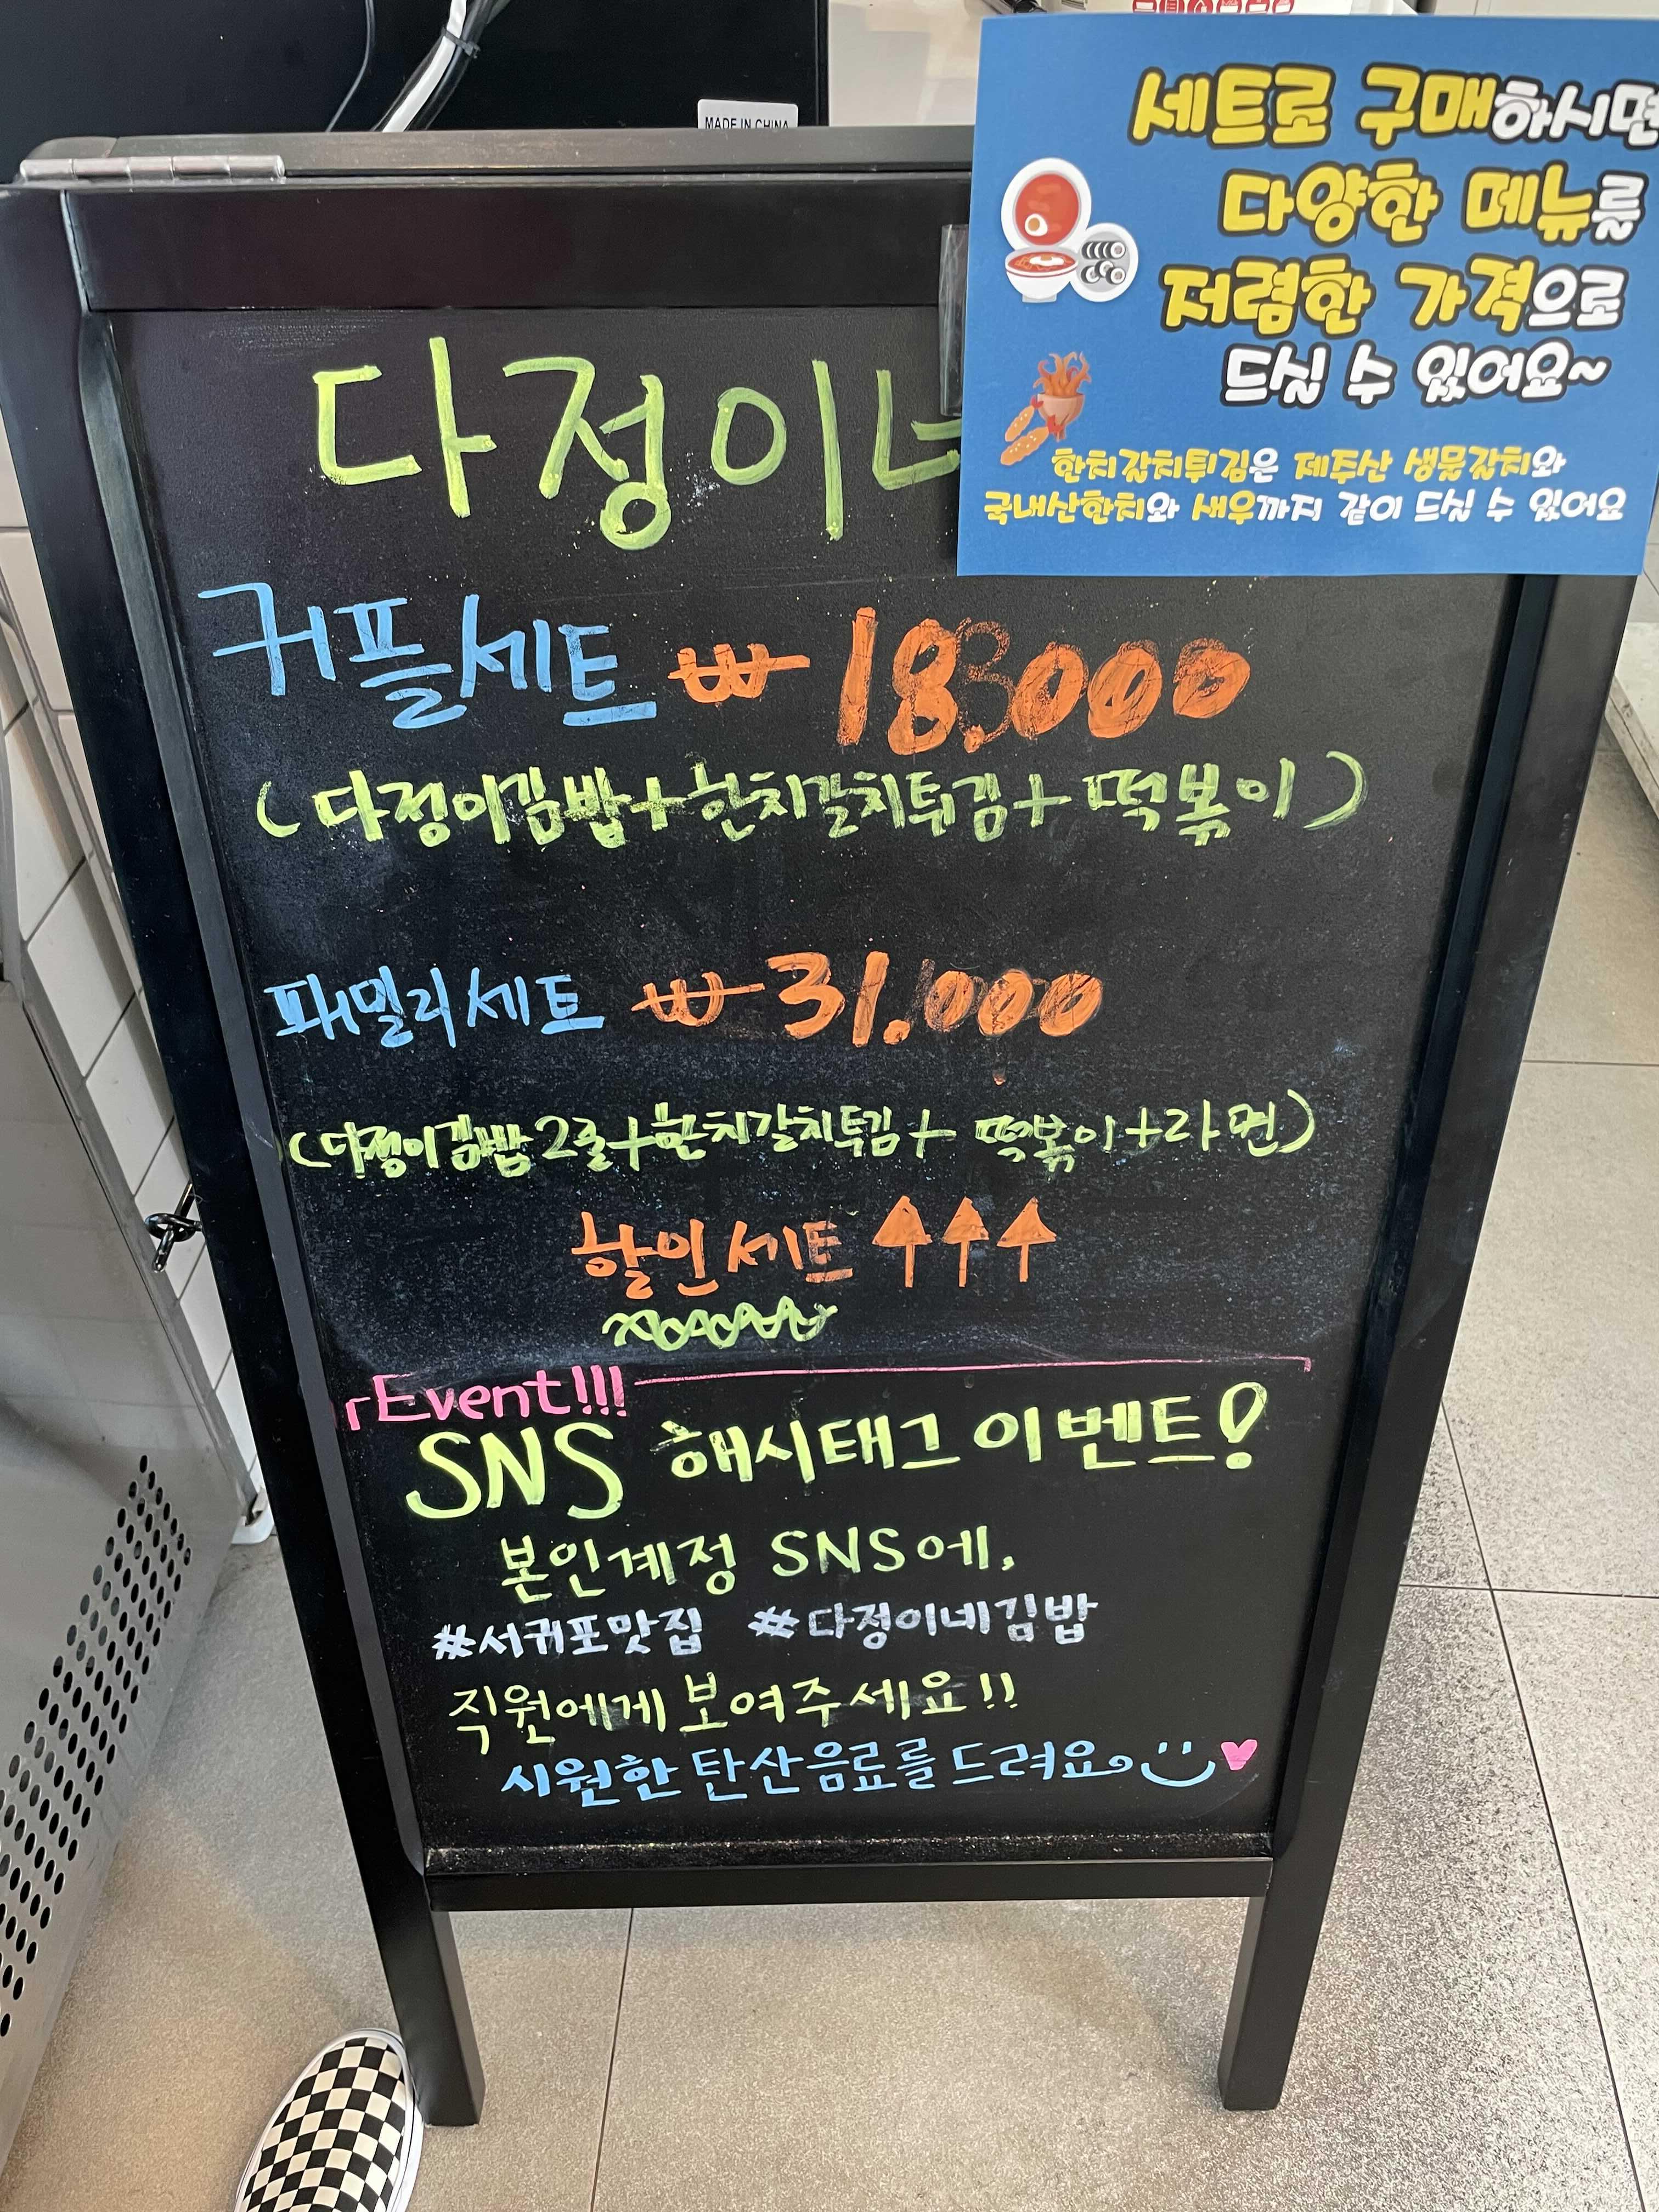 MADE IN CHINA
세트로 구매하시면
다양한 메뉴를
저렴한 가격으로
드실 수 있어요~
한치갈치튀김은 제주산 생물갈치와
국내산한치와 새우까지 같이 드실 수 있어요
다정이
커플세트 ₩ 18.000
(다정이김밥+한치갈치튀김+떡볶이)
패밀리세트 ₩ 31.000
(다정이김밥2줄+한치갈치튀김+떡볶이+라면)
할인세트 ↑↑↑
Event!!!
SNS 해시태그이벤트!
본인계정 SNS에,
#서귀포맛집 #다정이네김밥
직원에게 보여주세요!!
시원한 탄산음료를 드려요